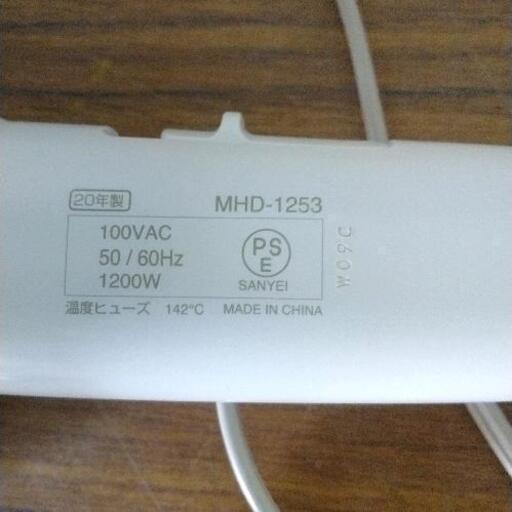 20年製 MHD-1253
100VAC
50 / 60Hz
1200W
PS
E
SANYEI
温度ヒューズ 142℃ MADE IN CHINA
W09C